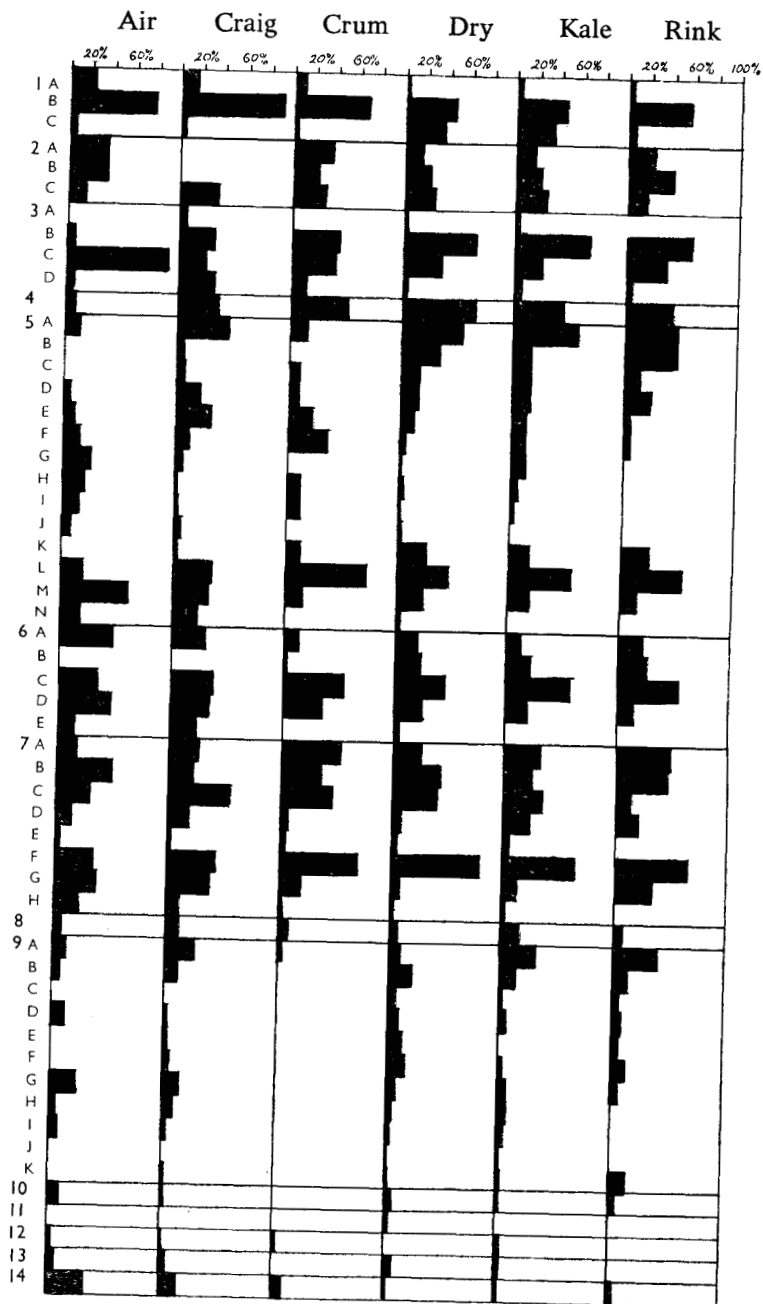 Air Craig Crum Dry Kale Rink
20% 60% 20% 60% 20% 60% 20% 60% 20% 60% 20% 60% 100%
1 A
B
C
2 A
B
C
3 A
B
C
D
4
5 A
B
C
D
E
F
G
H
I
J
K
L
M
N
6 A
B
C
D
E
7 A
B
C
D
E
F
G
H
8
9 A
B
C
D
E
F
G
H
I
J
K
10
11
12
13
14